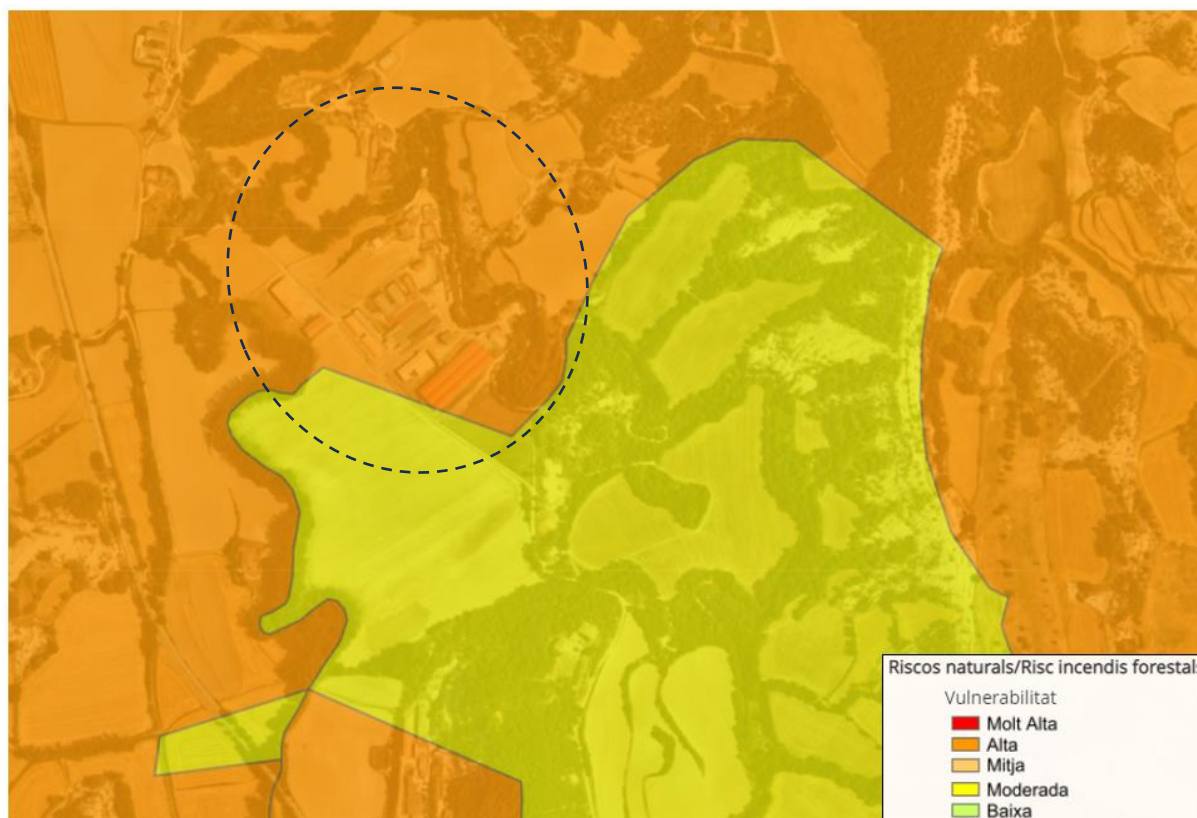 Riscos naturals/Risc incendis forestals
Vulnerabilitat
Molt Alta
Alta
Mitja
Moderada
Baixa